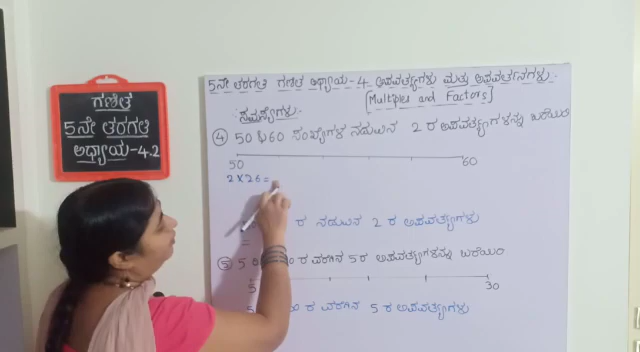 ಗಣಿತ
5ನೇ ತರಗತಿ
ಅಧ್ಯಾಯ-4.2
5ನೇ ತರಗತಿ ಗಣಿತ ಅಧ್ಯಾಯ-4 ಅಪವರ್ತ್ಯಗಳು ಮತ್ತು ಅಪವರ್ತನಗಳು
[Multiples and Factors]
ಸಮಸ್ಯೆಗಳು
④ 50 60 ಸಂಖ್ಯೆಗಳ ನಡುವಿನ 2 ರ ಅಪವರ್ತ್ಯಗಳನ್ನು ಬರೆಯಿರಿ
50 60
2 × 26 =
ರ ನಡುವಿನ 2 ರ ಅಪವರ್ತ್ಯಗಳು
=
⑤ 5 ರ ವರೆಗಿನ 5ರ ಅಪವರ್ತ್ಯಗಳನ್ನು ಬರೆಯಿರಿ
5 30
ರ ವರೆಗಿನ 5 ರ ಅಪವರ್ತ್ಯಗಳು